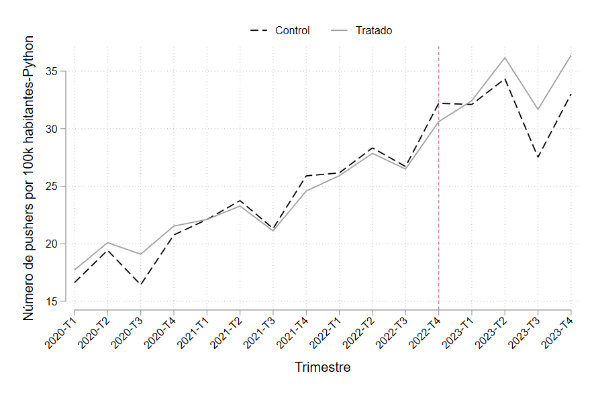 Control Tratado
Número de pushers por 100k habitantes-Python
35
30
25
20
15
2020-T1 2020-T2 2020-T3 2020-T4 2021-T1 2021-T2 2021-T3 2021-T4 2022-T1 2022-T2 2022-T3 2022-T4 2023-T1 2023-T2 2023-T3 2023-T4
Trimestre